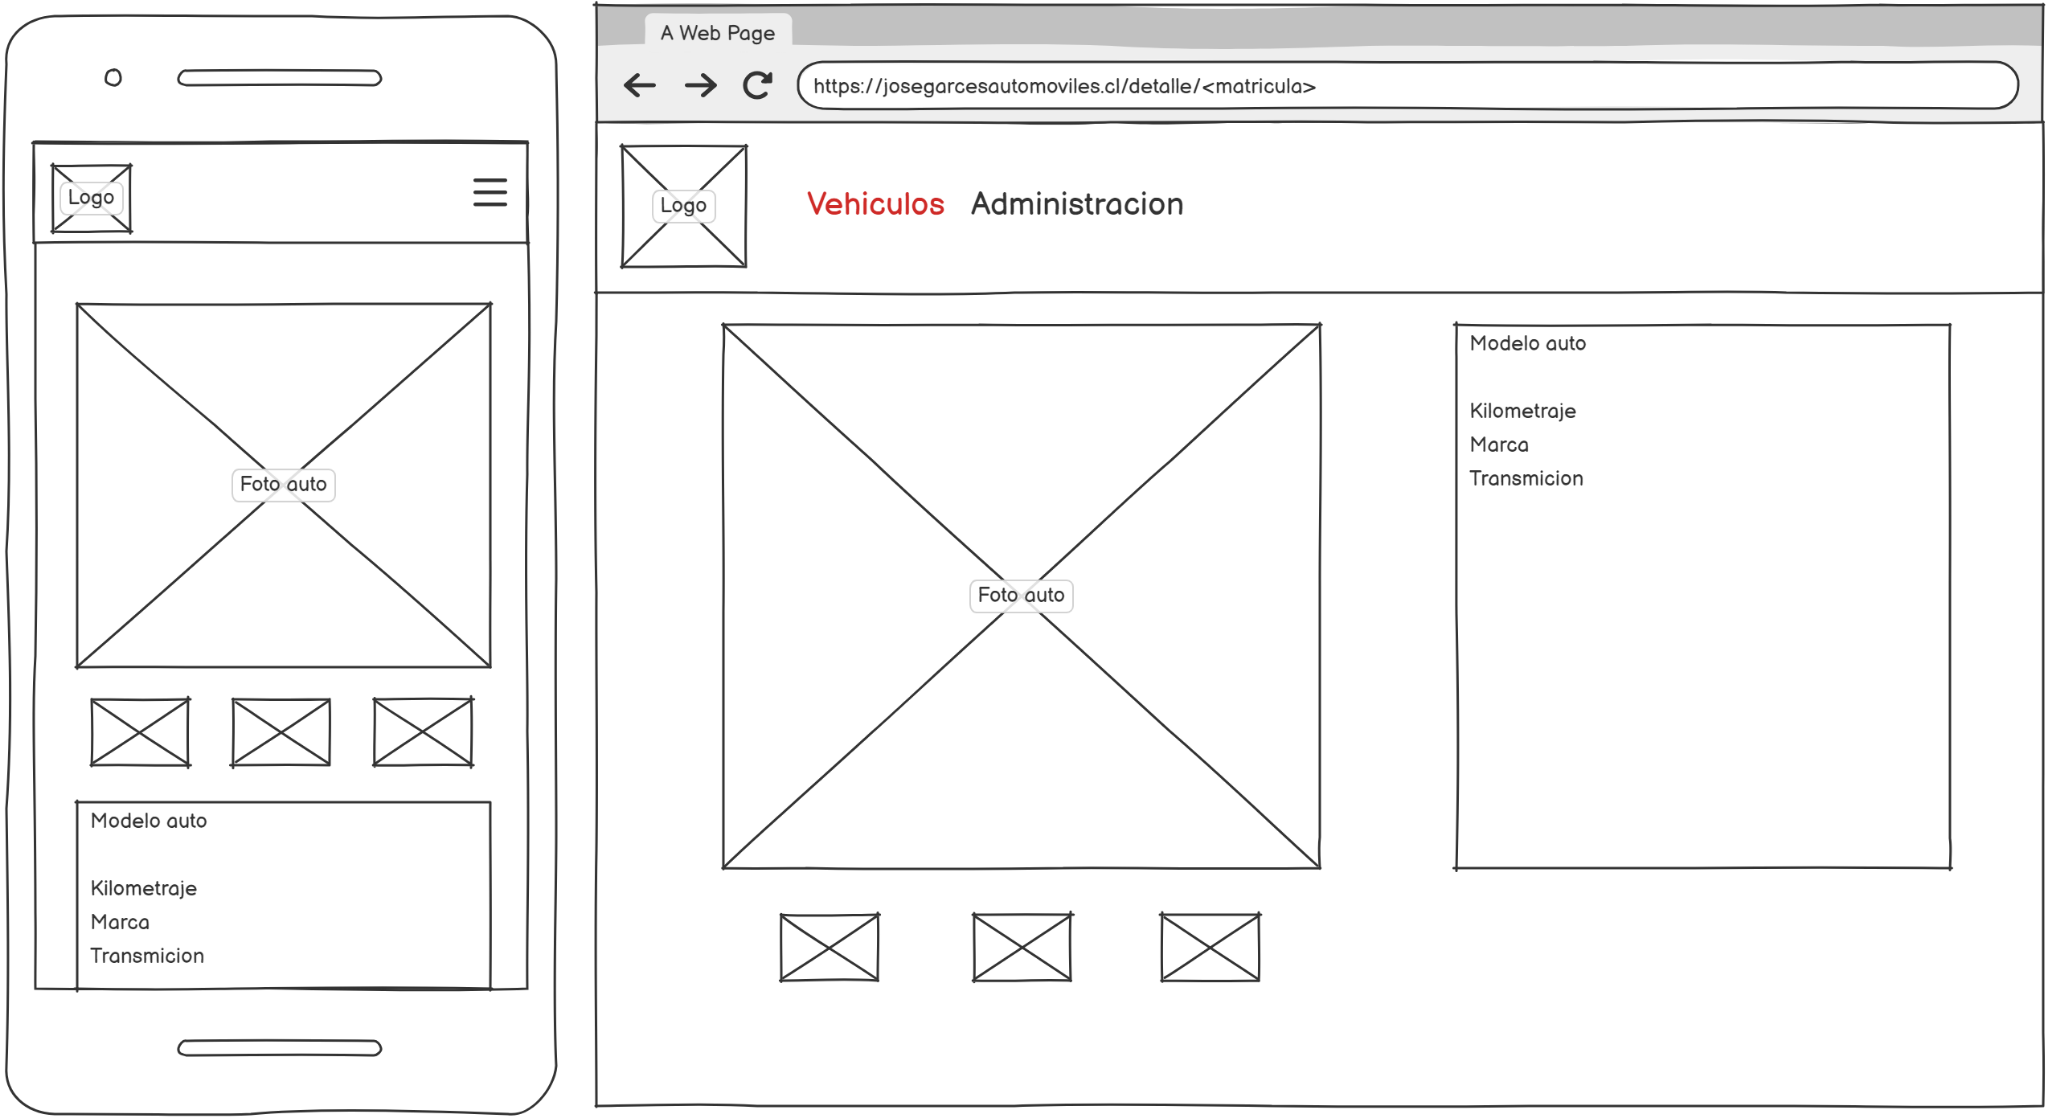 Logo
Foto auto
Modelo auto
Kilometraje
Marca
Transmicion
A Web Page
https://josegarcesautomoviles.cl/detalle/<matricula>
Logo
Vehiculos Administracion
Foto auto
Modelo auto
Kilometraje
Marca
Transmicion